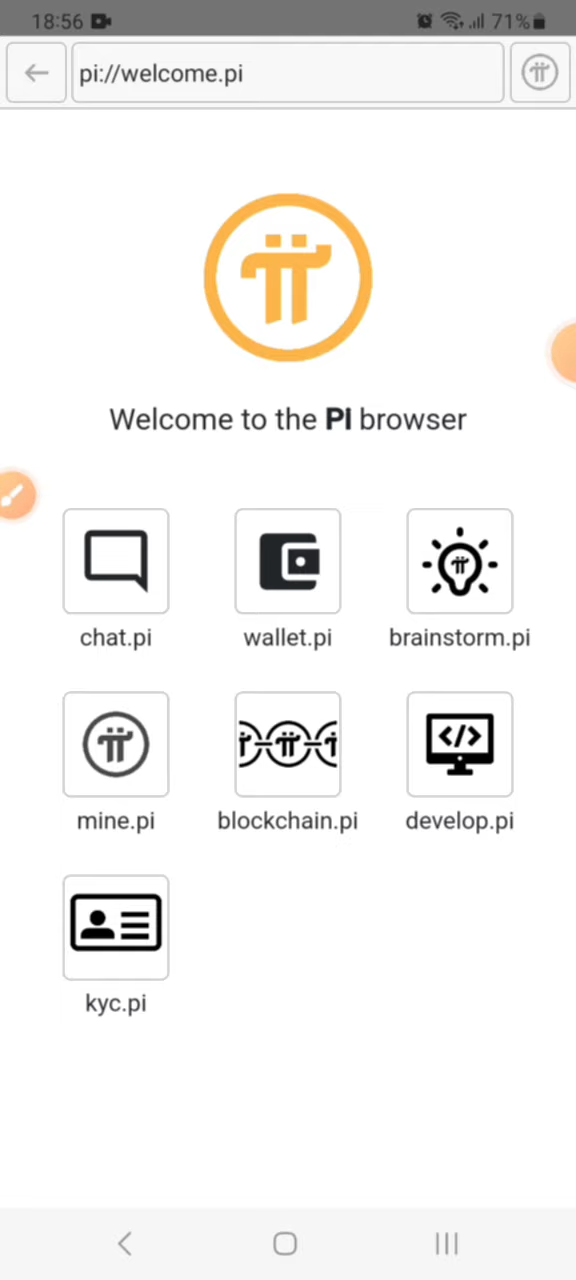 18:56 71%
pi://welcome.pi
Welcome to the PI browser
chat.pi wallet.pi brainstorm.pi
mine.pi blockchain.pi develop.pi
kyc.pi